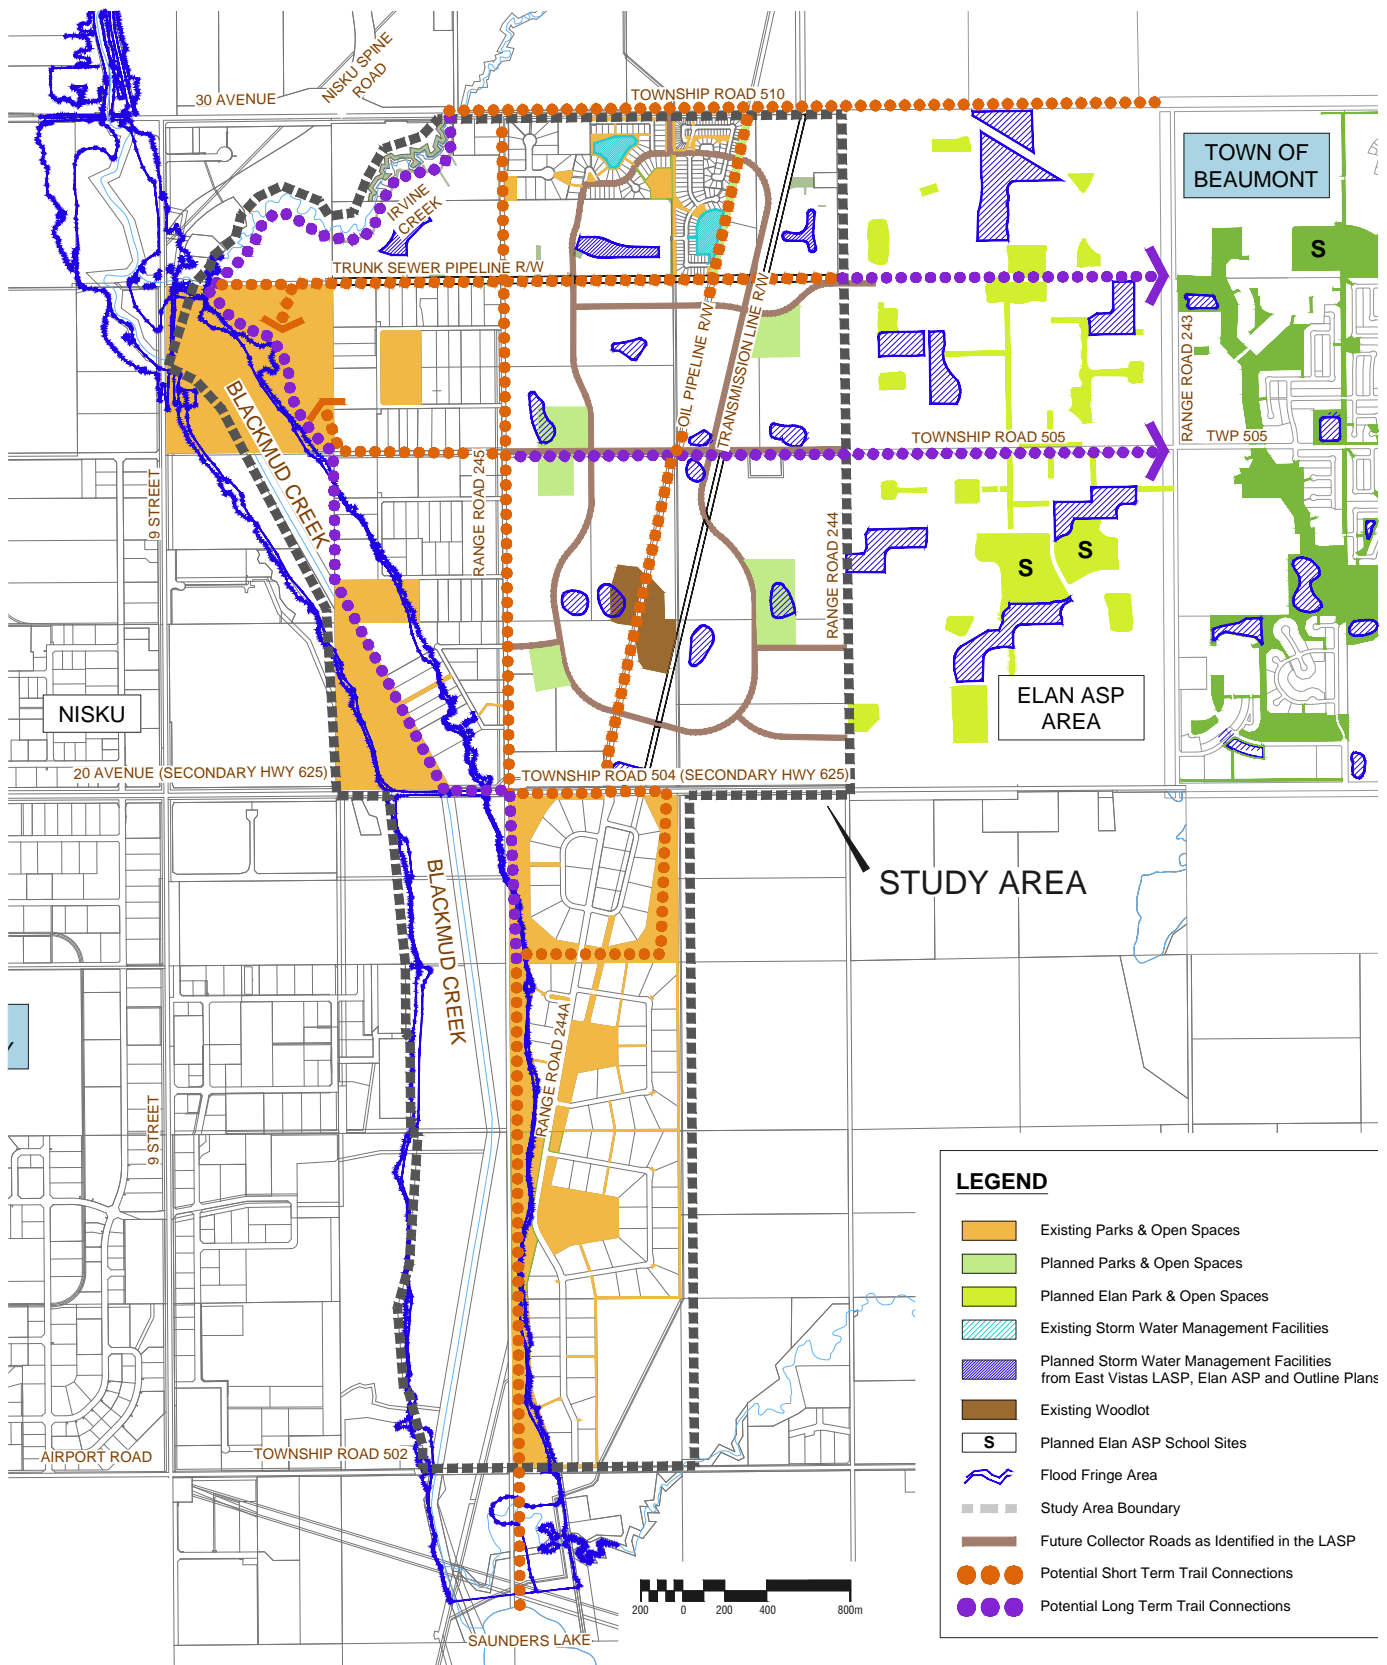 NISKU SPINE
ROAD
30 AVENUE
TOWNSHIP ROAD 510
TOWN OF
BEAUMONT
IRVINE
CREEK
S
TRUNK SEWER PIPELINE R/W
OIL PIPELINE R/W
TRANSMISSION LINE R/W
RANGE ROAD 243
BLACKMUD CREEK
TOWNSHIP ROAD 505
TWP 505
9 STREET
RANGE ROAD 245
RANGE ROAD 244
S
S
NISKU
ELAN ASP
AREA
20 AVENUE (SECONDARY HWY 625)
TOWNSHIP ROAD 504 (SECONDARY HWY 625)
STUDY AREA
BLACKMUD CREEK
RANGE ROAD 244A
9 STREET
AIRPORT ROAD
TOWNSHIP ROAD 502
SAUNDERS LAKE
200 0 200 400 800m
LEGEND
Existing Parks & Open Spaces
Planned Parks & Open Spaces
Planned Elan Park & Open Spaces
Existing Storm Water Management Facilities
Planned Storm Water Management Facilities
from East Vistas LASP, Elan ASP and Outline Plans
Existing Woodlot
S Planned Elan ASP School Sites
Flood Fringe Area
Study Area Boundary
Future Collector Roads as Identified in the LASP
Potential Short Term Trail Connections
Potential Long Term Trail Connections